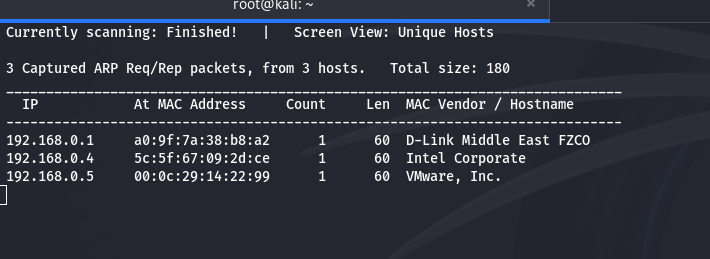 root@kali: ~ ×
Currently scanning: Finished!   |   Screen View: Unique Hosts
3 Captured ARP Req/Rep packets, from 3 hosts.   Total size: 180
_____________________________________________________________________________
  IP            At MAC Address     Count     Len  MAC Vendor / Hostname
-----------------------------------------------------------------------------
192.168.0.1     a0:9f:7a:38:b8:a2      1      60  D-Link Middle East FZCO
192.168.0.4     5c:5f:67:09:2d:ce      1      60  Intel Corporate
192.168.0.5     00:0c:29:14:22:99      1      60  VMware, Inc.